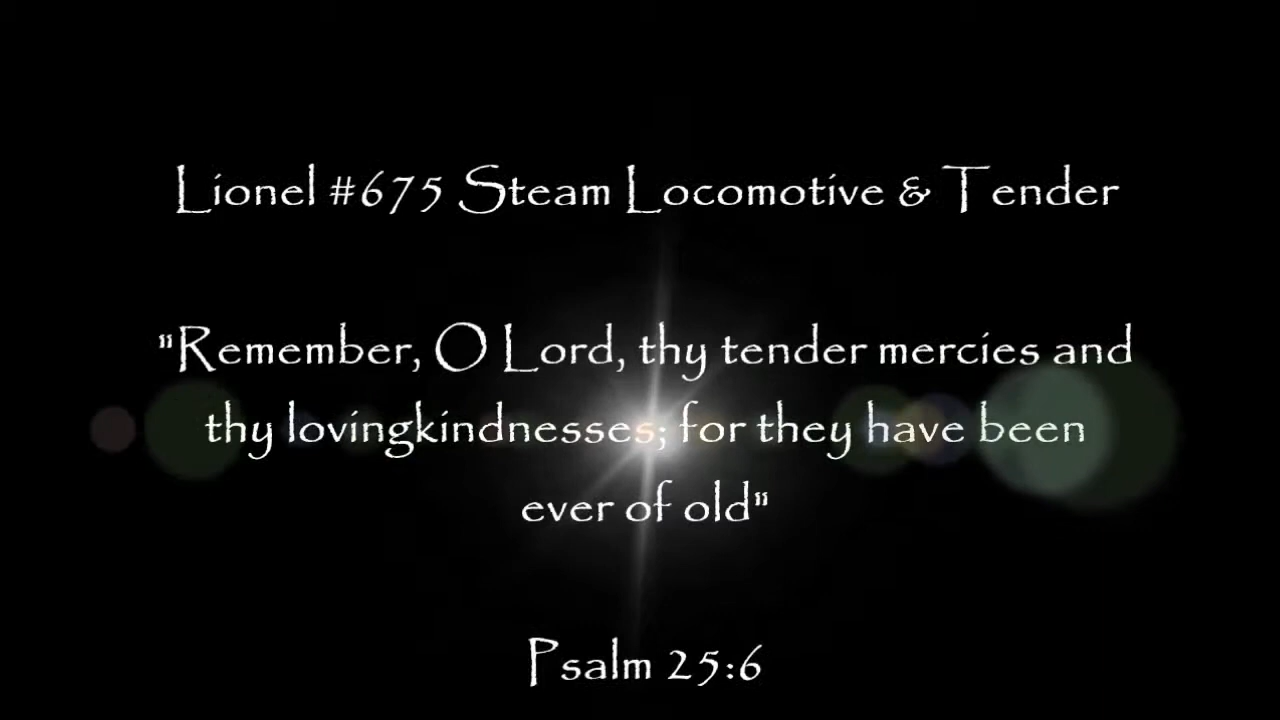 Lionel #675 Steam Locomotive & Tender
"Remember, O Lord, thy tender mercies and
thy lovingkindnesses; for they have been
ever of old"
Psalm 25:6